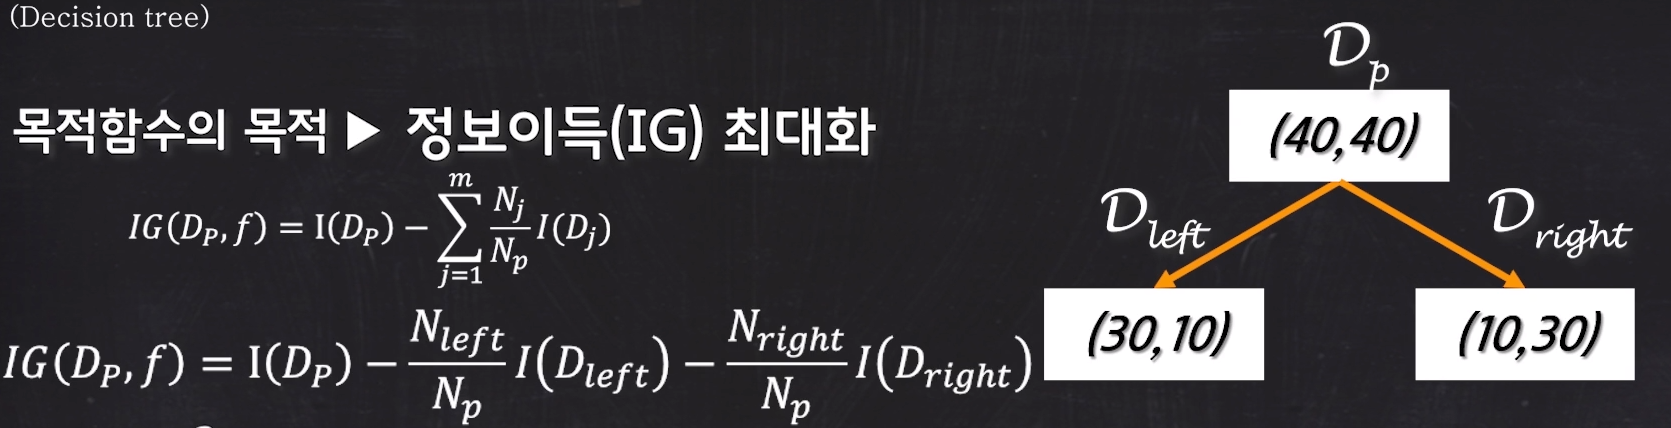 (Decision tree)
목적함수의 목적 ▶ 정보이득(IG) 최대화
IG(D_P, f) = I(D_P) − ∑_{j=1}^{m} \frac{N_j}{N_p} I(D_j)
IG(D_P, f) = I(D_P) − \frac{N_{left}}{N_p} I(D_{left}) − \frac{N_{right}}{N_p} I(D_{right})
D_p
(40,40)
D_{left}
D_{right}
(30,10)
(10,30)